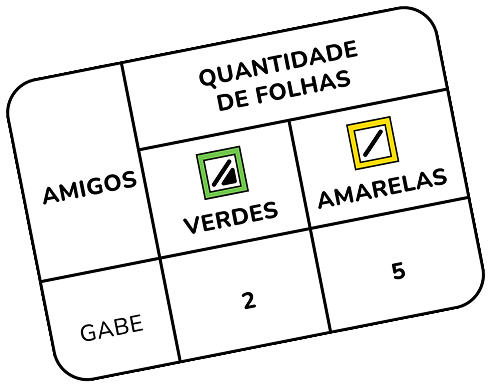 AMIGOS
QUANTIDADE
DE FOLHAS
VERDES
AMARELAS
GABE
2
5